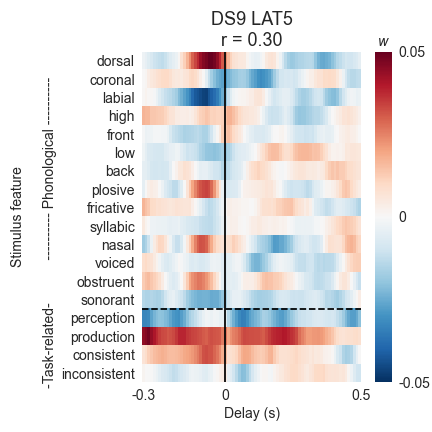 DS9 LAT5
r = 0.30
w
dorsal
coronal
labial
high
front
low
back
plosive
fricative
syllabic
nasal
voiced
obstruent
sonorant
perception
production
consistent
inconsistent
Stimulus feature
-Task-related- ----------- Phonological ----------
0.05
0
-0.05
-0.3 0 0.5
Delay (s)